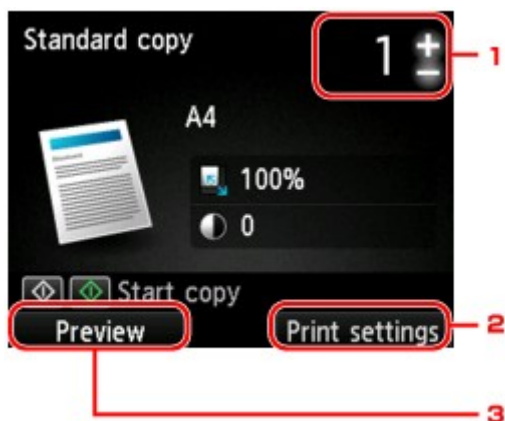 Standard copy
1 + −
1
A4
100%
0
Start copy
Preview
Print settings
2
3